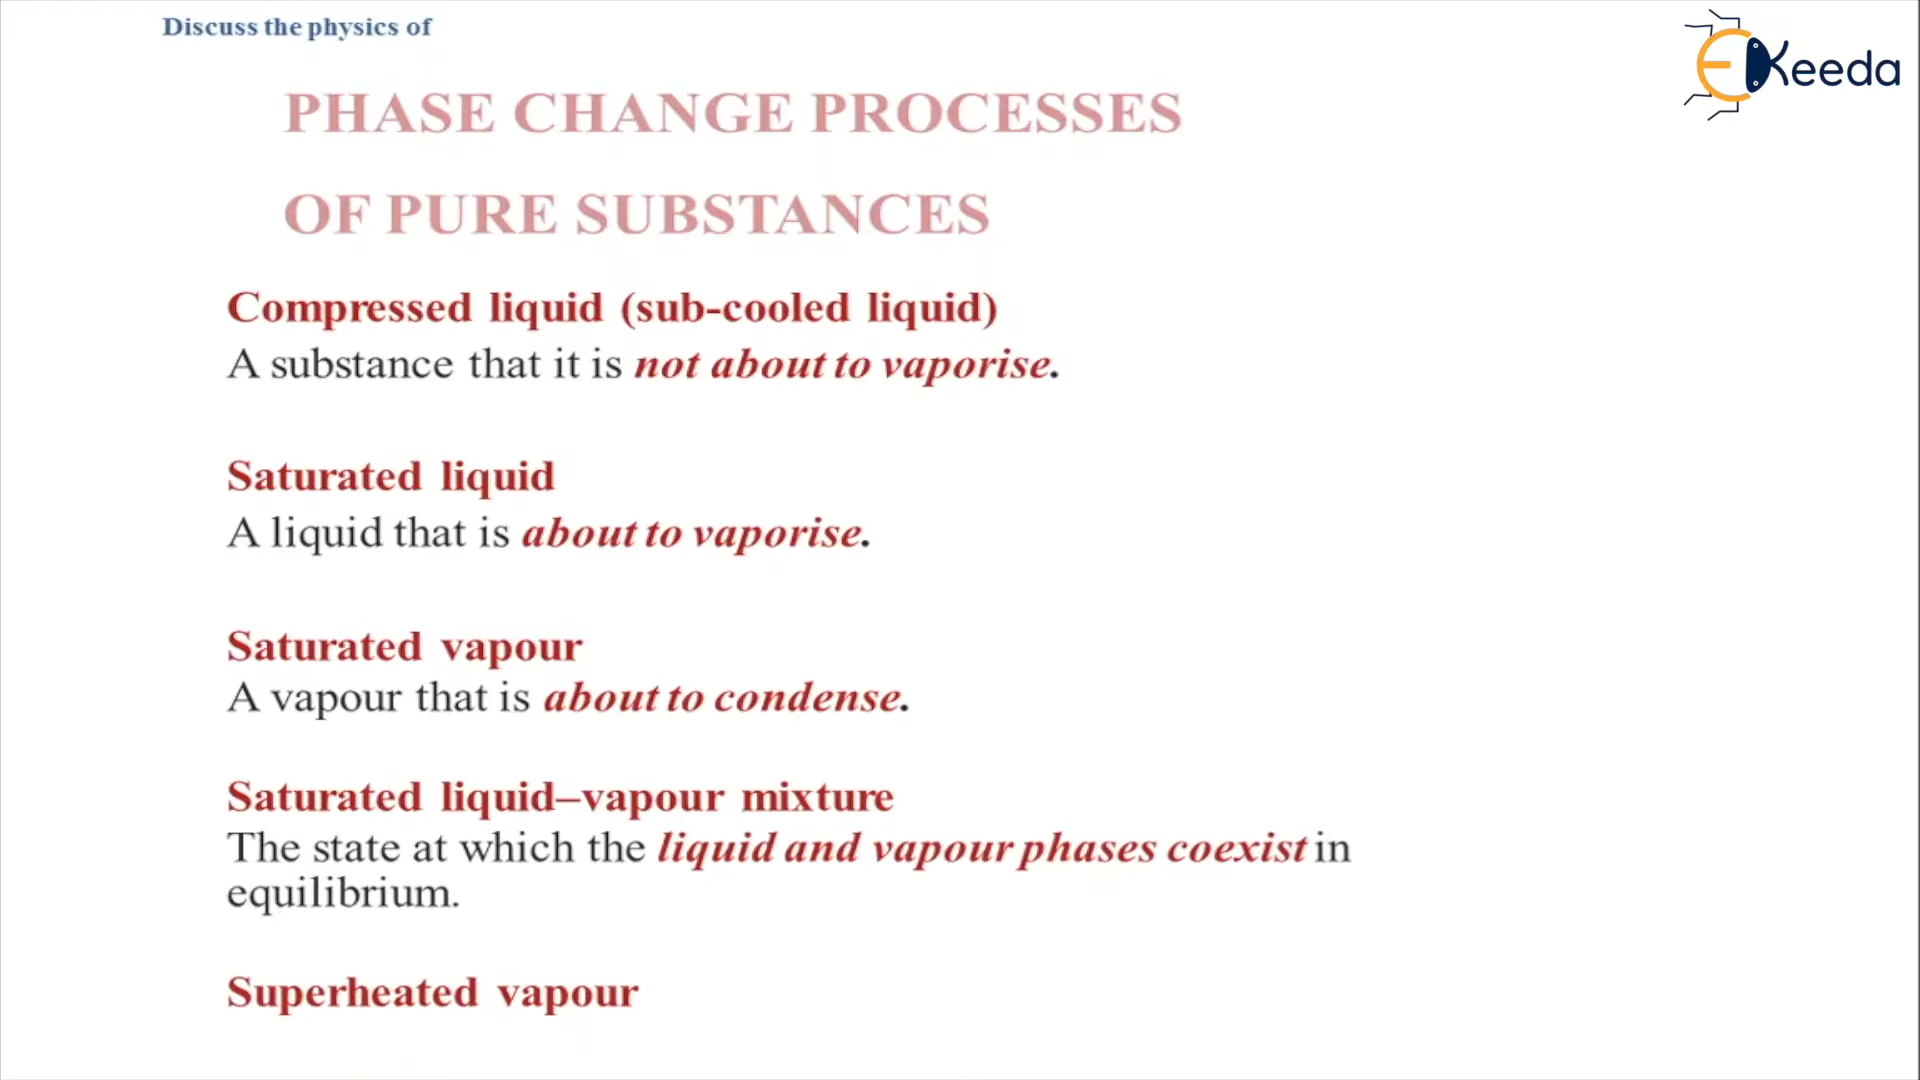 Discuss the physics of
EKeeda
PHASE CHANGE PROCESSES
OF PURE SUBSTANCES
Compressed liquid (sub-cooled liquid)
A substance that it is not about to vaporise.
Saturated liquid
A liquid that is about to vaporise.
Saturated vapour
A vapour that is about to condense.
Saturated liquid–vapour mixture
The state at which the liquid and vapour phases coexist in
equilibrium.
Superheated vapour